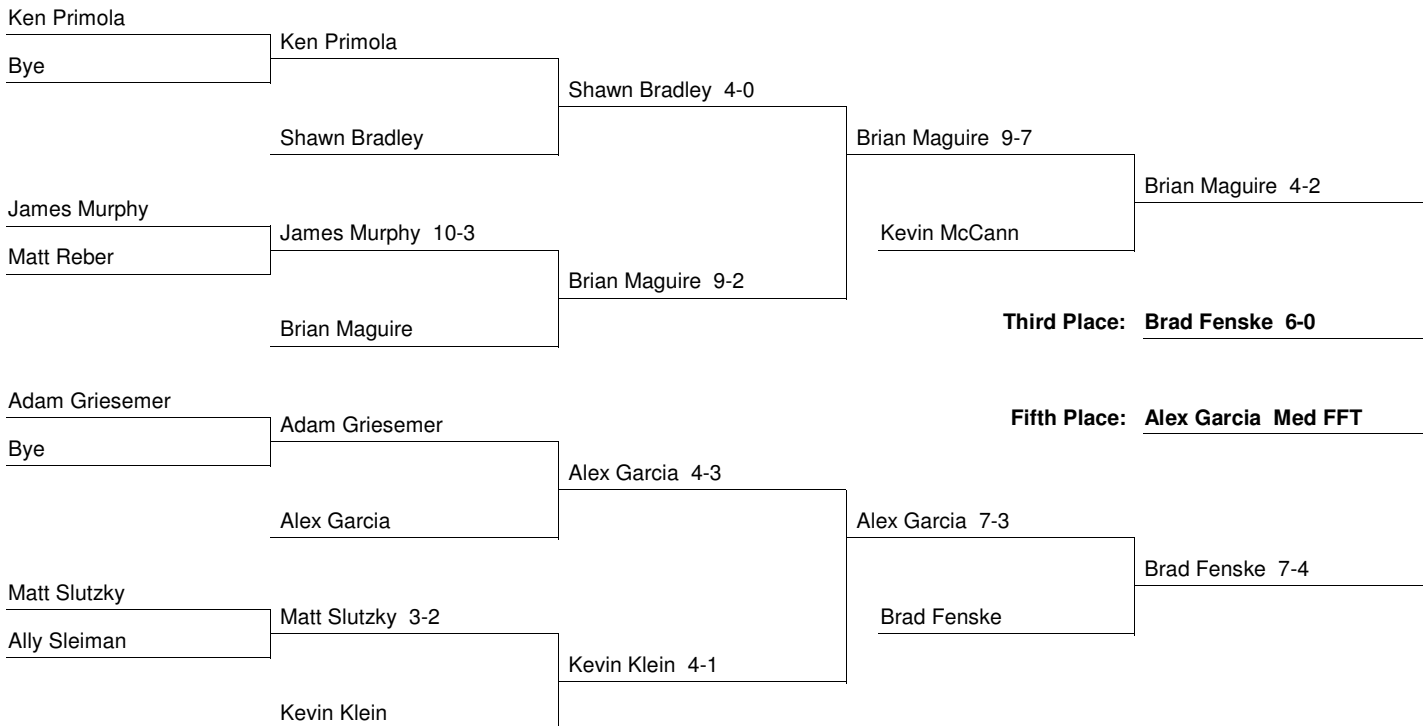 Ken Primola
Ken Primola
Bye
Shawn Bradley 4-0
Shawn Bradley
Brian Maguire 9-7
Brian Maguire 4-2
James Murphy
James Murphy 10-3
Kevin McCann
Matt Reber
Brian Maguire 9-2
Brian Maguire
Third Place: Brad Fenske 6-0
Adam Griesemer
Adam Griesemer
Fifth Place: Alex Garcia Med FFT
Bye
Alex Garcia 4-3
Alex Garcia
Alex Garcia 7-3
Brad Fenske 7-4
Matt Slutzky
Matt Slutzky 3-2
Brad Fenske
Ally Sleiman
Kevin Klein 4-1
Kevin Klein